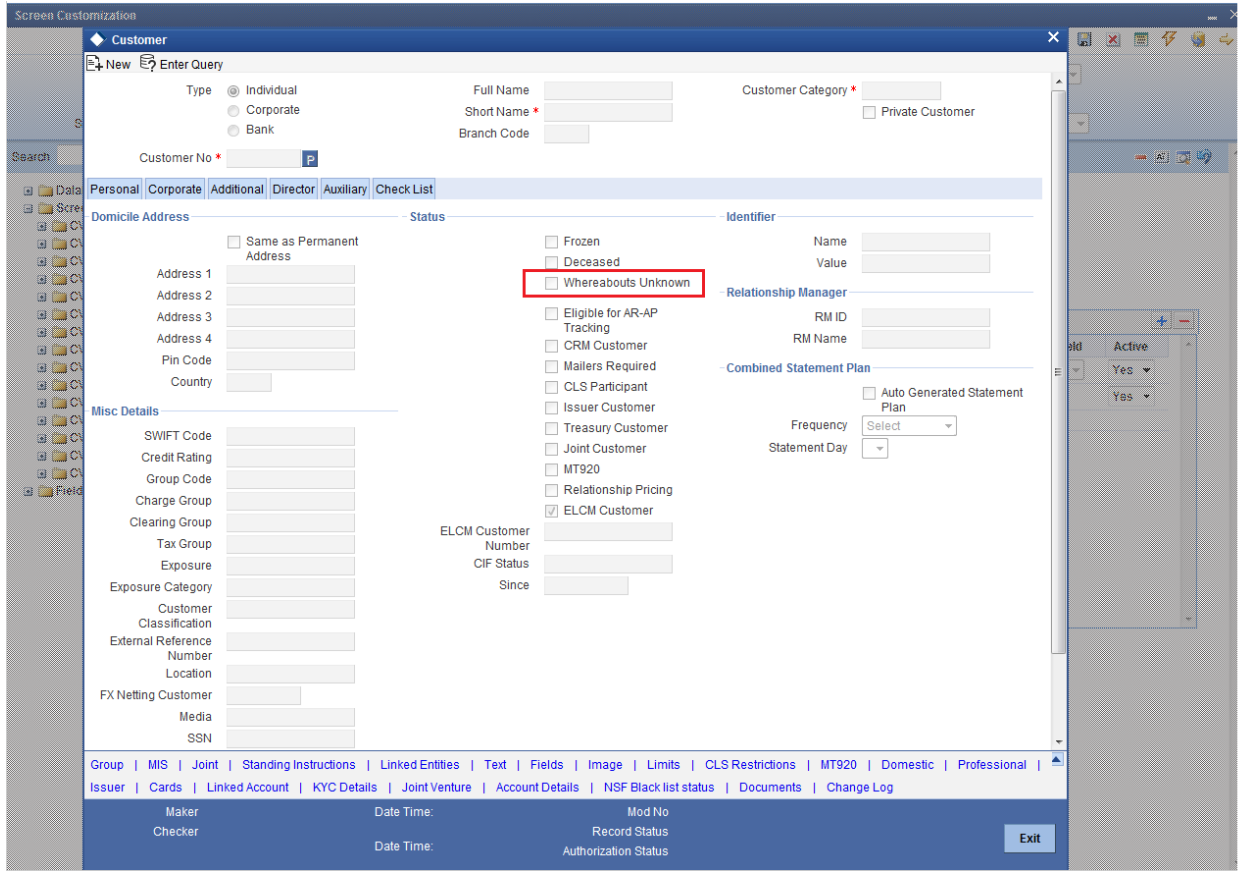 Screen Customization
Customer
New Enter Query
Type Individual Full Name Customer Category *
Corporate Short Name * Private Customer
Bank Branch Code
Customer No * P
Search
Personal Corporate Additional Director Auxiliary Check List
Domicile Address Status Identifier
Same as Permanent Address Frozen Name
Deceased Value
Address 1 Whereabouts Unknown
Address 2 Relationship Manager
Address 3 Eligible for AR-AP Tracking RM ID
Address 4 CRM Customer RM Name
Pin Code Mailers Required Combined Statement Plan
Country CLS Participant Auto Generated Statement Plan
Misc Details Issuer Customer
SWIFT Code Treasury Customer Frequency Select
Credit Rating Joint Customer Statement Day
Group Code MT920
Charge Group Relationship Pricing
Clearing Group ELCM Customer
Tax Group ELCM Customer Number
Exposure CIF Status
Exposure Category Since
Customer Classification
External Reference Number
Location
FX Netting Customer
Media
SSN
Active
Yes
Yes
Group | MIS | Joint | Standing Instructions | Linked Entities | Text | Fields | Image | Limits | CLS Restrictions | MT920 | Domestic | Professional |
Issuer | Cards | Linked Account | KYC Details | Joint Venture | Account Details | NSF Black list status | Documents | Change Log
Maker Date Time: Mod No
Checker Record Status
Date Time: Authorization Status
Exit